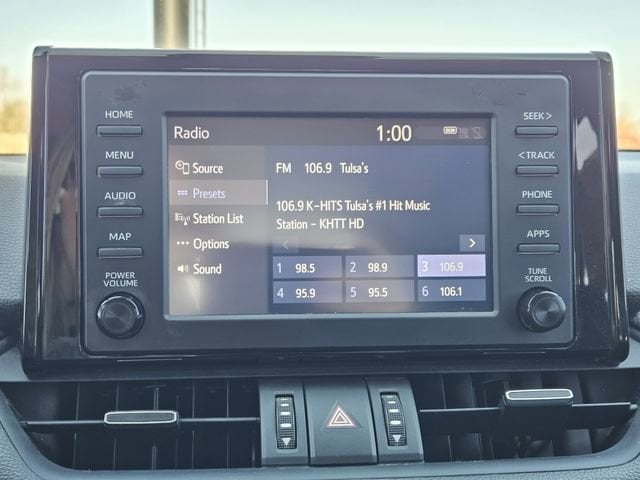 HOME
MENU
AUDIO
MAP
POWER
VOLUME
Radio 1:00 DCM
Source
Presets
Station List
Options
Sound
FM 106.9 Tulsa's
106.9 K-HITS Tulsa's #1 Hit Music
Station - KHTT HD
< >
1 98.5 2 98.9 3 106.9
4 95.9 5 95.5 6 106.1
SEEK >
< TRACK
PHONE
APPS
TUNE
SCROLL